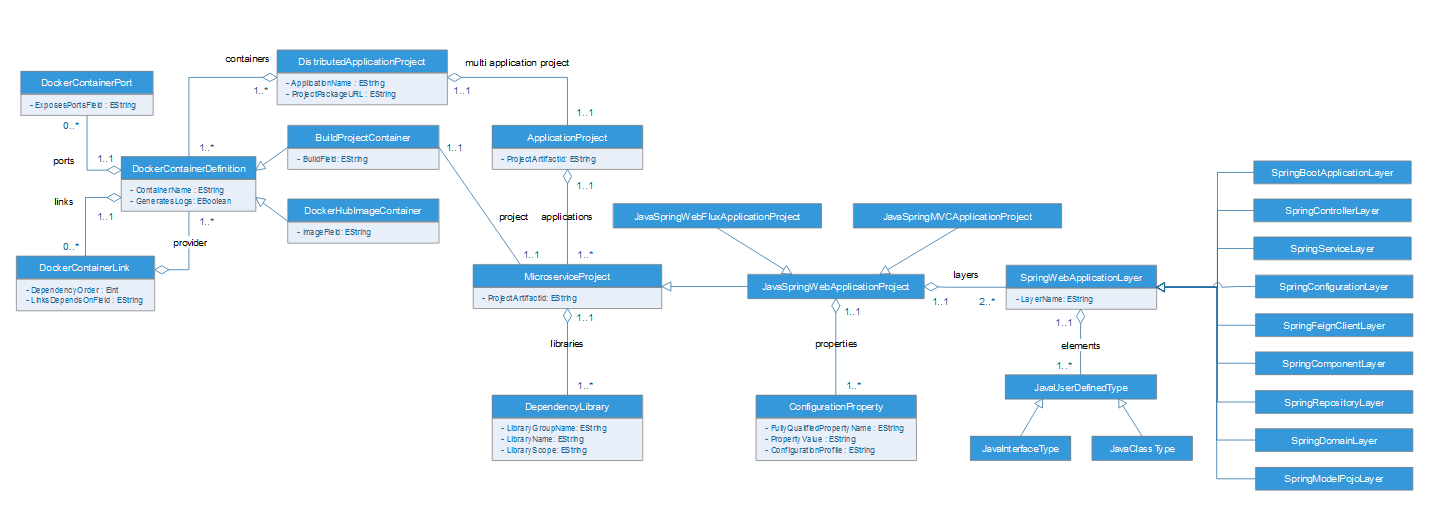 containers
DistributedApplicationProject
- ApplicationName : EString
- ProjectPackageURL : EString
multi application project
1..*
1..1
1..1
DockerContainerPort
- ExposesPortsField : EString
0..*
ports
1..1
1..*
BuildProjectContainer
- BuildField: EString
1..1
ApplicationProject
- ProjectArtifactId: EString
1..1
DockerContainerDefinition
- ContainerName : EString
- GeneratesLogs: EBoolean
links
1..1
1..*
provider
0..*
DockerHubImageContainer
- ImageField: EString
project
applications
1..1
1..*
DockerContainerLink
- DependencyOrder : EInt
- LinksDependsOnField : EString
MicroserviceProject
- ProjectArtifactId: EString
1..1
libraries
1..*
DependencyLibrary
- LibraryGroupName: EString
- LibraryName: EString
- LibraryScope: EString
JavaSpringWebFluxApplicationProject
JavaSpringMVCApplicationProject
JavaSpringWebApplicationProject
layers
1..1
2..*
1..1
properties
1..*
ConfigurationProperty
- FullyQualifiedPropertyName : EString
- PropertyValue : EString
- ConfigurationProfile : EString
SpringWebApplicationLayer
- LayerName: EString
1..1
elements
1..*
JavaUserDefinedType
JavaInterfaceType
JavaClassType
SpringBootApplicationLayer
SpringControllerLayer
SpringServiceLayer
SpringConfigurationLayer
SpringFeignClientLayer
SpringComponentLayer
SpringRepositoryLayer
SpringDomainLayer
SpringModelPojoLayer